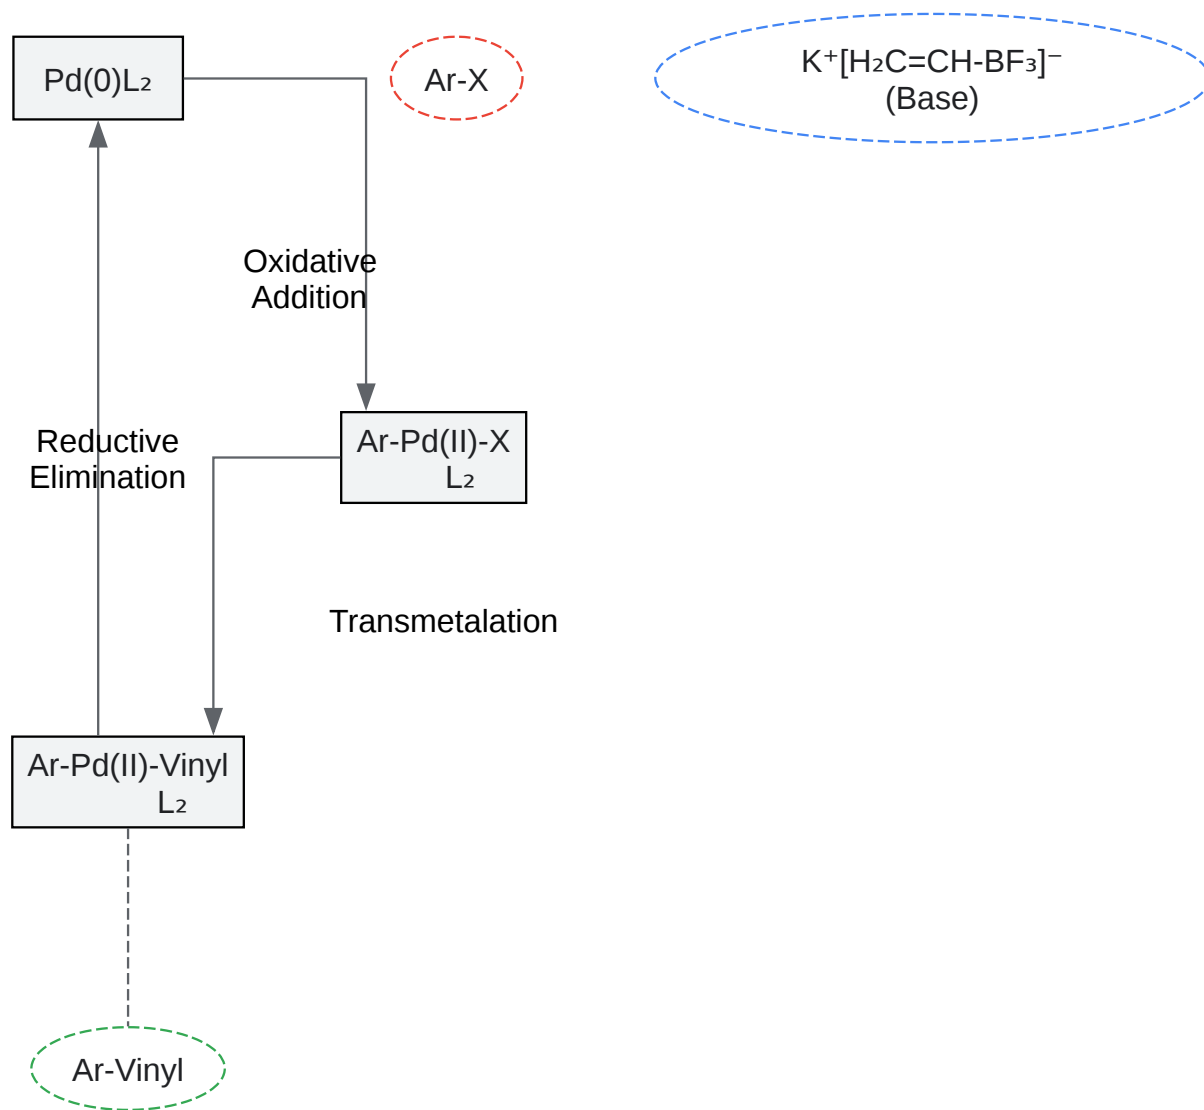 Pd(0)L₂
Ar-X
K⁺[H₂C=CH-BF₃]⁻
(Base)
Oxidative
Addition
Reductive
Elimination
Ar-Pd(II)-X
L₂
Transmetalation
Ar-Pd(II)-Vinyl
L₂
Ar-Vinyl